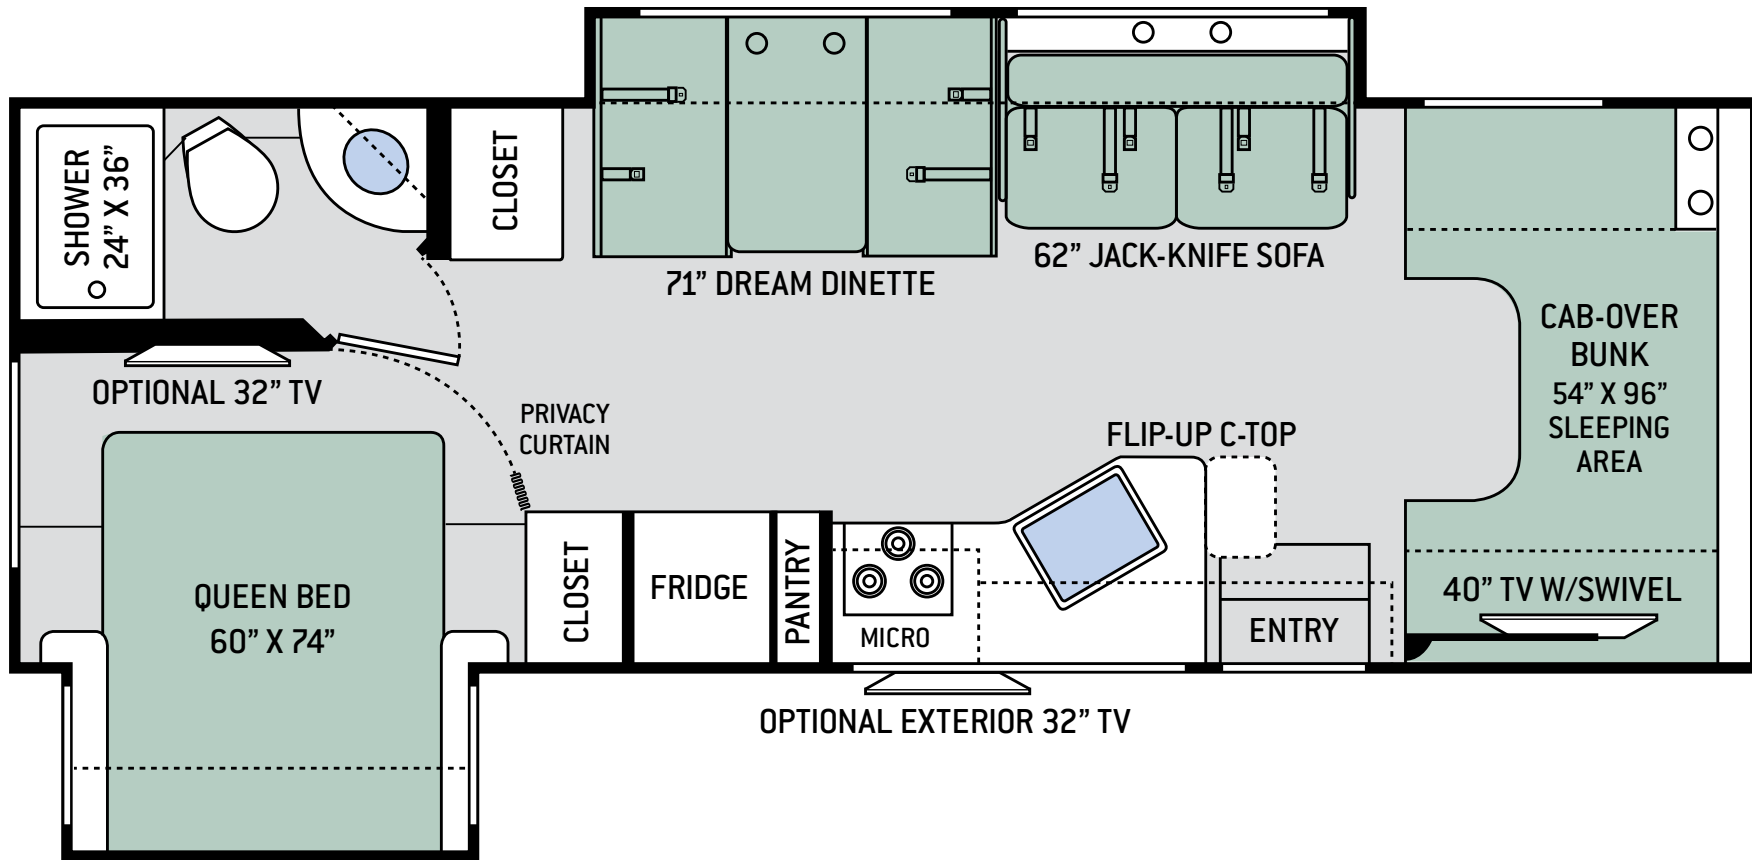 SHOWER
24” X 36”
CLOSET
71” DREAM DINETTE
62” JACK-KNIFE SOFA
CAB-OVER
BUNK
54” X 96”
SLEEPING
AREA
OPTIONAL 32” TV
PRIVACY
CURTAIN
FLIP-UP C-TOP
QUEEN BED
60” X 74”
CLOSET
FRIDGE
PANTRY
MICRO
ENTRY
40” TV W/SWIVEL
OPTIONAL EXTERIOR 32” TV